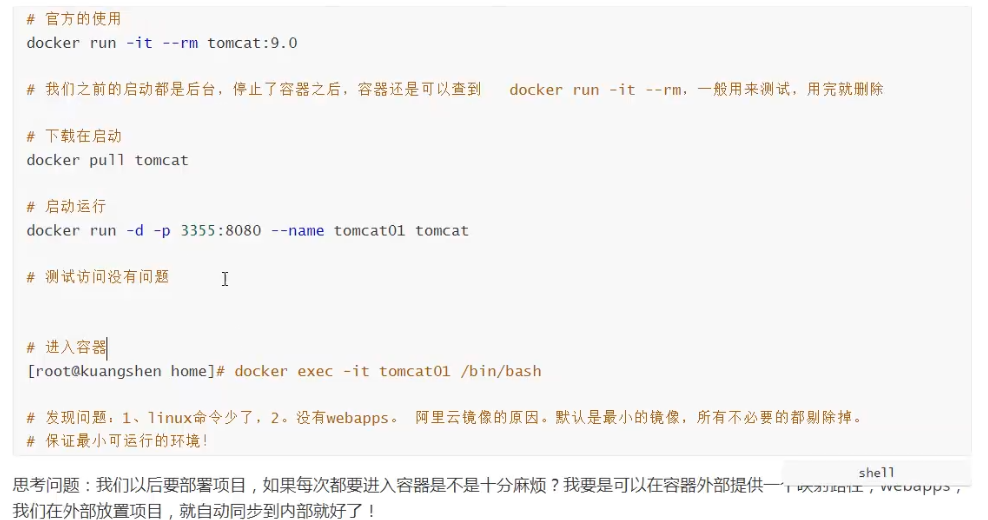 # 官方的使用
docker run -it --rm tomcat:9.0
# 我们之前的启动都是后台，停止了容器之后，容器还是可以查到 docker run -it --rm，一般用来测试，用完就删除
# 下载在启动
docker pull tomcat
# 启动运行
docker run -d -p 3355:8080 --name tomcat01 tomcat
# 测试访问没有问题
# 进入容器
[root@kuangshen home]# docker exec -it tomcat01 /bin/bash
# 发现问题：1、linux命令少了，2。没有webapps。 阿里云镜像的原因。默认是最小的镜像，所有不必要的都剔除掉。
# 保证最小可运行的环境！
shell
思考问题：我们以后要部署项目，如果每次都要进入容器是不是十分麻烦？我要是可以在容器外部提供一个映射路径，webapps，
我们在外部放置项目，就自动同步到内部就好了！